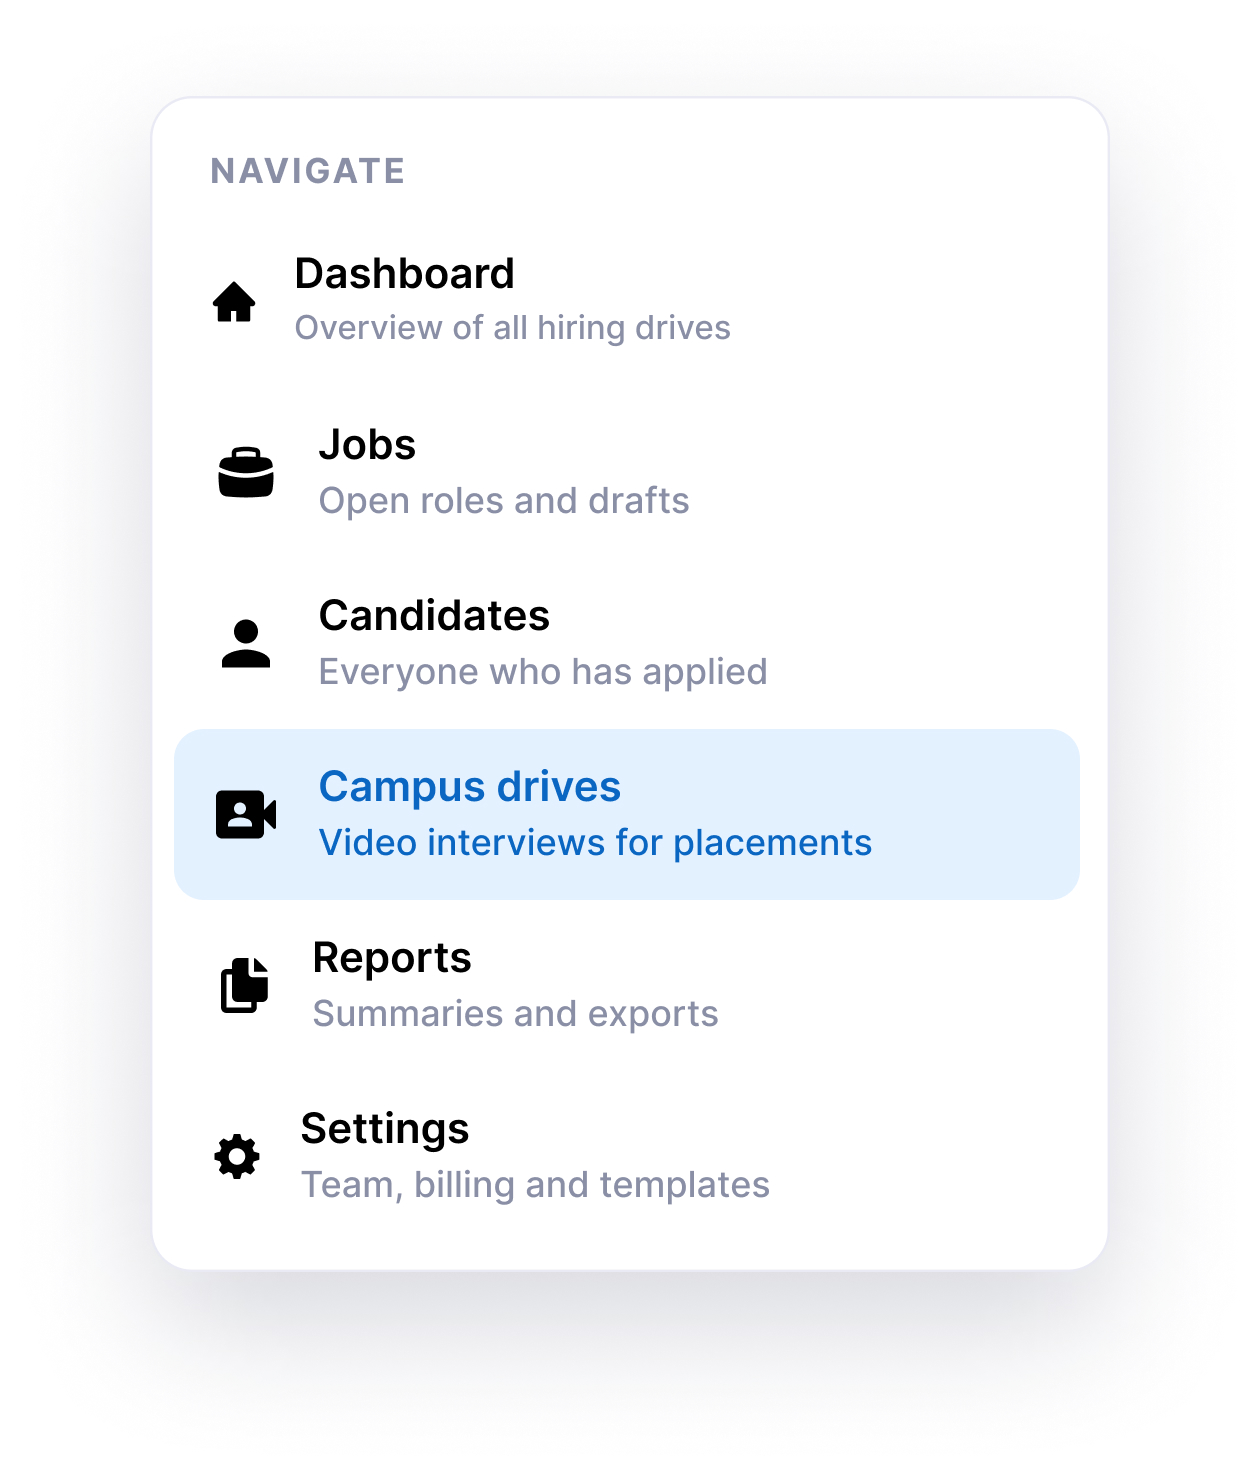 NAVIGATE
Dashboard
Overview of all hiring drives
Jobs
Open roles and drafts
Candidates
Everyone who has applied
Campus drives
Video interviews for placements
Reports
Summaries and exports
Settings
Team, billing and templates